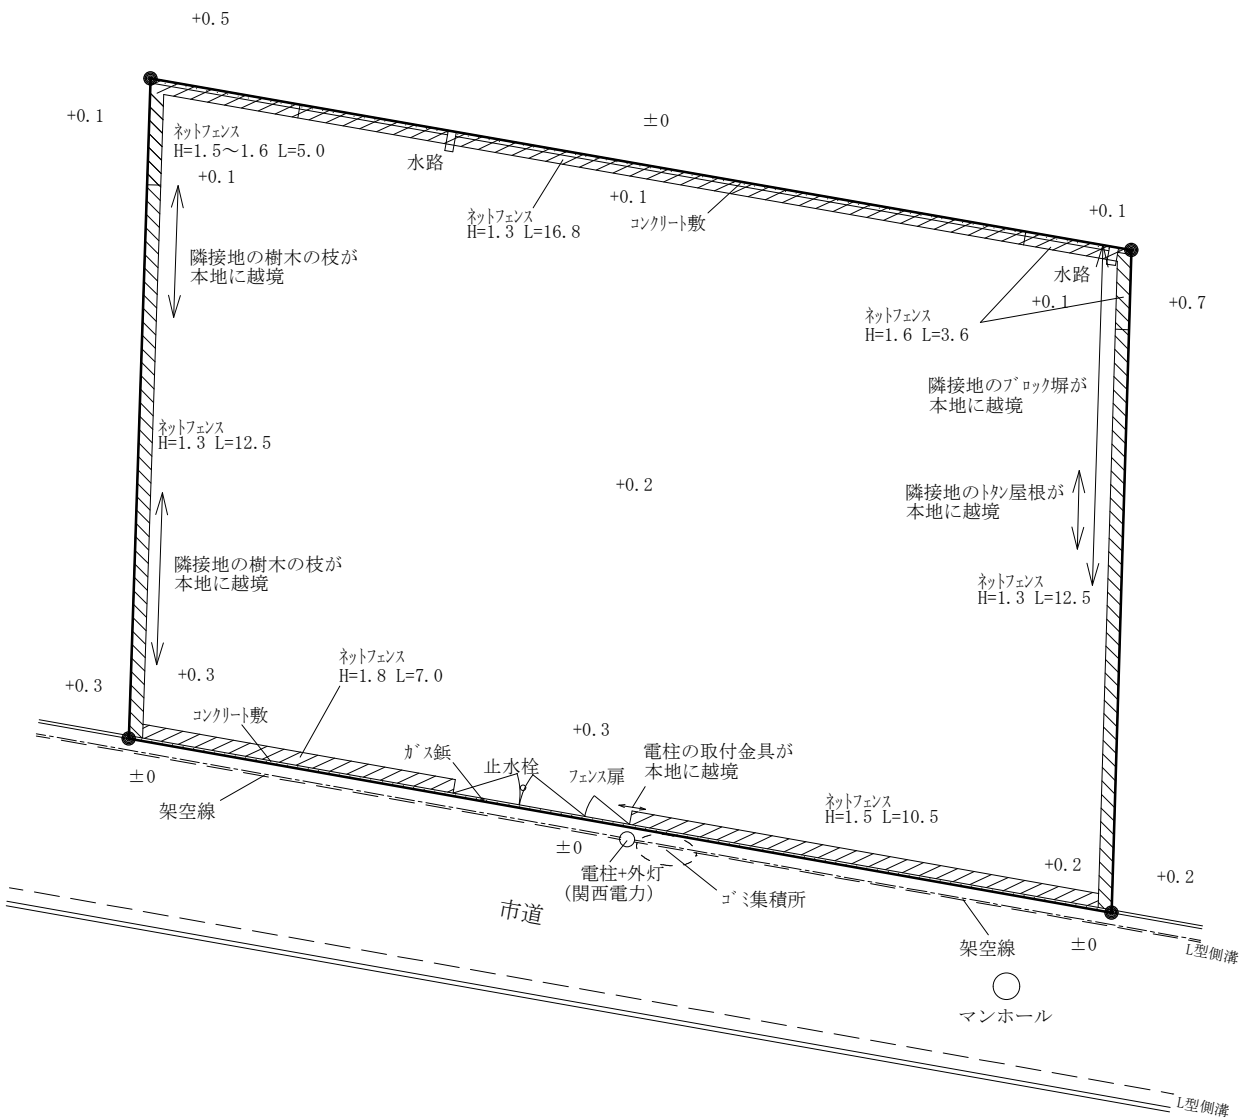 +0.5
+0.1
±0
ネットフェンス
H=1.5～1.6 L=5.0
水路
+0.1
+0.1
ネットフェンス
H=1.3 L=16.8
コンクリート敷
+0.1
隣接地の樹木の枝が
本地に越境
水路
+0.1
+0.7
ネットフェンス
H=1.6 L=3.6
隣接地のブロック塀が
本地に越境
ネットフェンス
H=1.3 L=12.5
+0.2
隣接地のトタン屋根が
本地に越境
隣接地の樹木の枝が
本地に越境
ネットフェンス
H=1.3 L=12.5
+0.3
+0.3
ネットフェンス
H=1.8 L=7.0
コンクリート敷
+0.3
ガス鋲
止水栓
フェンス扉
電柱の取付金具が
本地に越境
±0
架空線
ネットフェンス
H=1.5 L=10.5
±0
電柱+外灯
(関西電力)
ゴミ集積所
+0.2
+0.2
市道
架空線
±0
L型側溝
マンホール
L型側溝